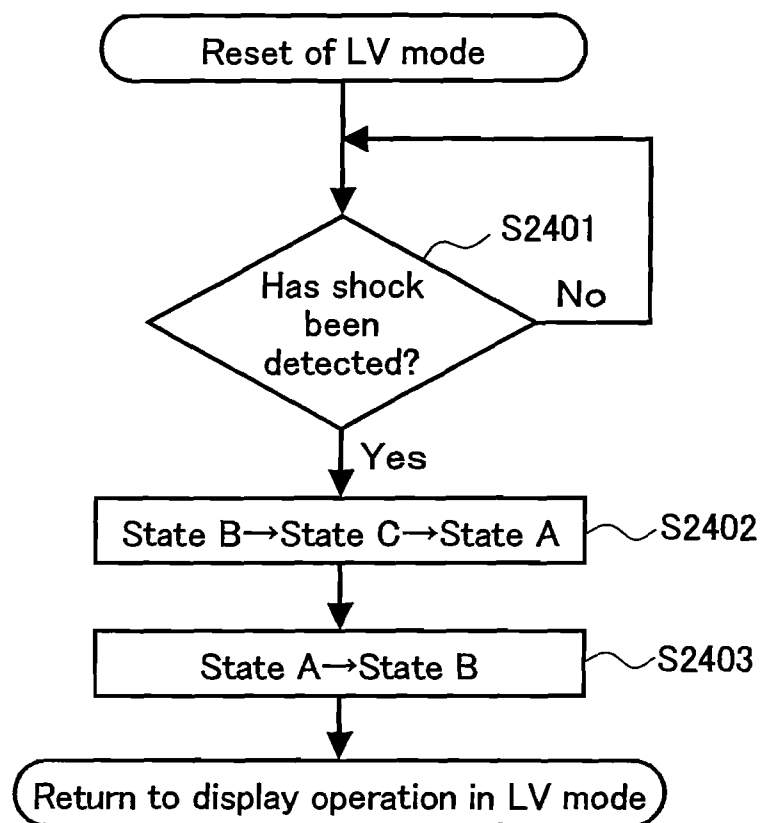 Reset of LV mode
S2401
Has shock
been
detected?
No
Yes
State B→State C→State A
S2402
State A→State B
S2403
Return to display operation in LV mode